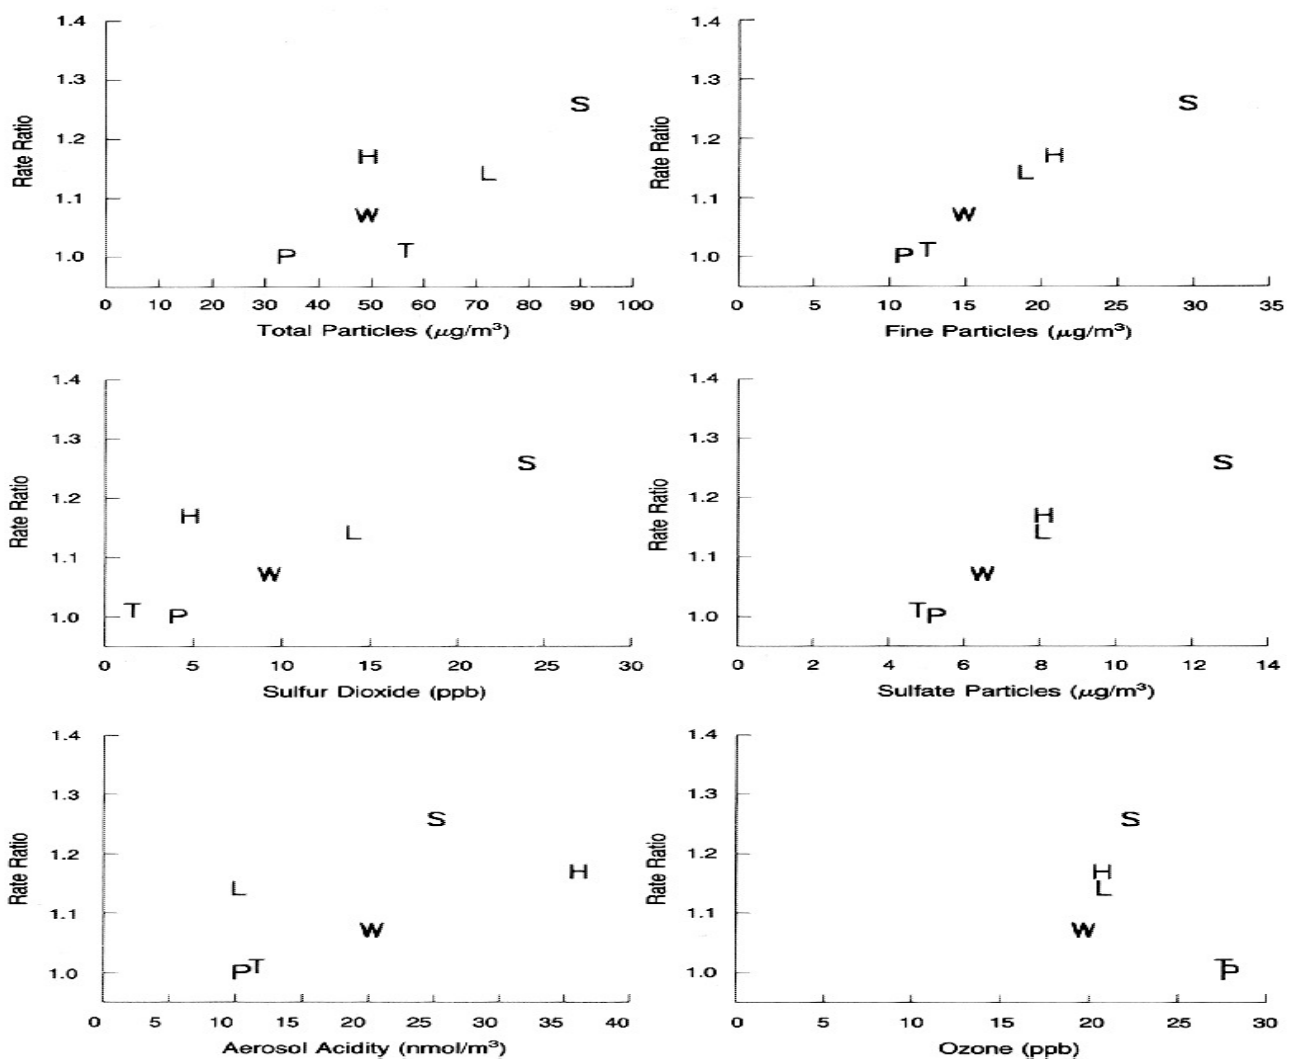 1.4
1.3
1.2
1.1
1.0
Rate Ratio
S
H
L
W
P
T
0 10 20 30 40 50 60 70 80 90 100
Total Particles (μg/m³)
1.4
1.3
1.2
1.1
1.0
Rate Ratio
S
H
L
W
P T
0 5 10 15 20 25 30 35
Fine Particles (μg/m³)
1.4
1.3
1.2
1.1
1.0
Rate Ratio
S
H
L
W
T P
0 5 10 15 20 25 30
Sulfur Dioxide (ppb)
1.4
1.3
1.2
1.1
1.0
Rate Ratio
S
H
L
W
T P
0 2 4 6 8 10 12 14
Sulfate Particles (μg/m³)
1.4
1.3
1.2
1.1
1.0
Rate Ratio
S
H
L
W
P T
0 5 10 15 20 25 30 35 40
Aerosol Acidity (nmol/m³)
1.4
1.3
1.2
1.1
1.0
Rate Ratio
S
H
L
W
T P
0 5 10 15 20 25 30
Ozone (ppb)